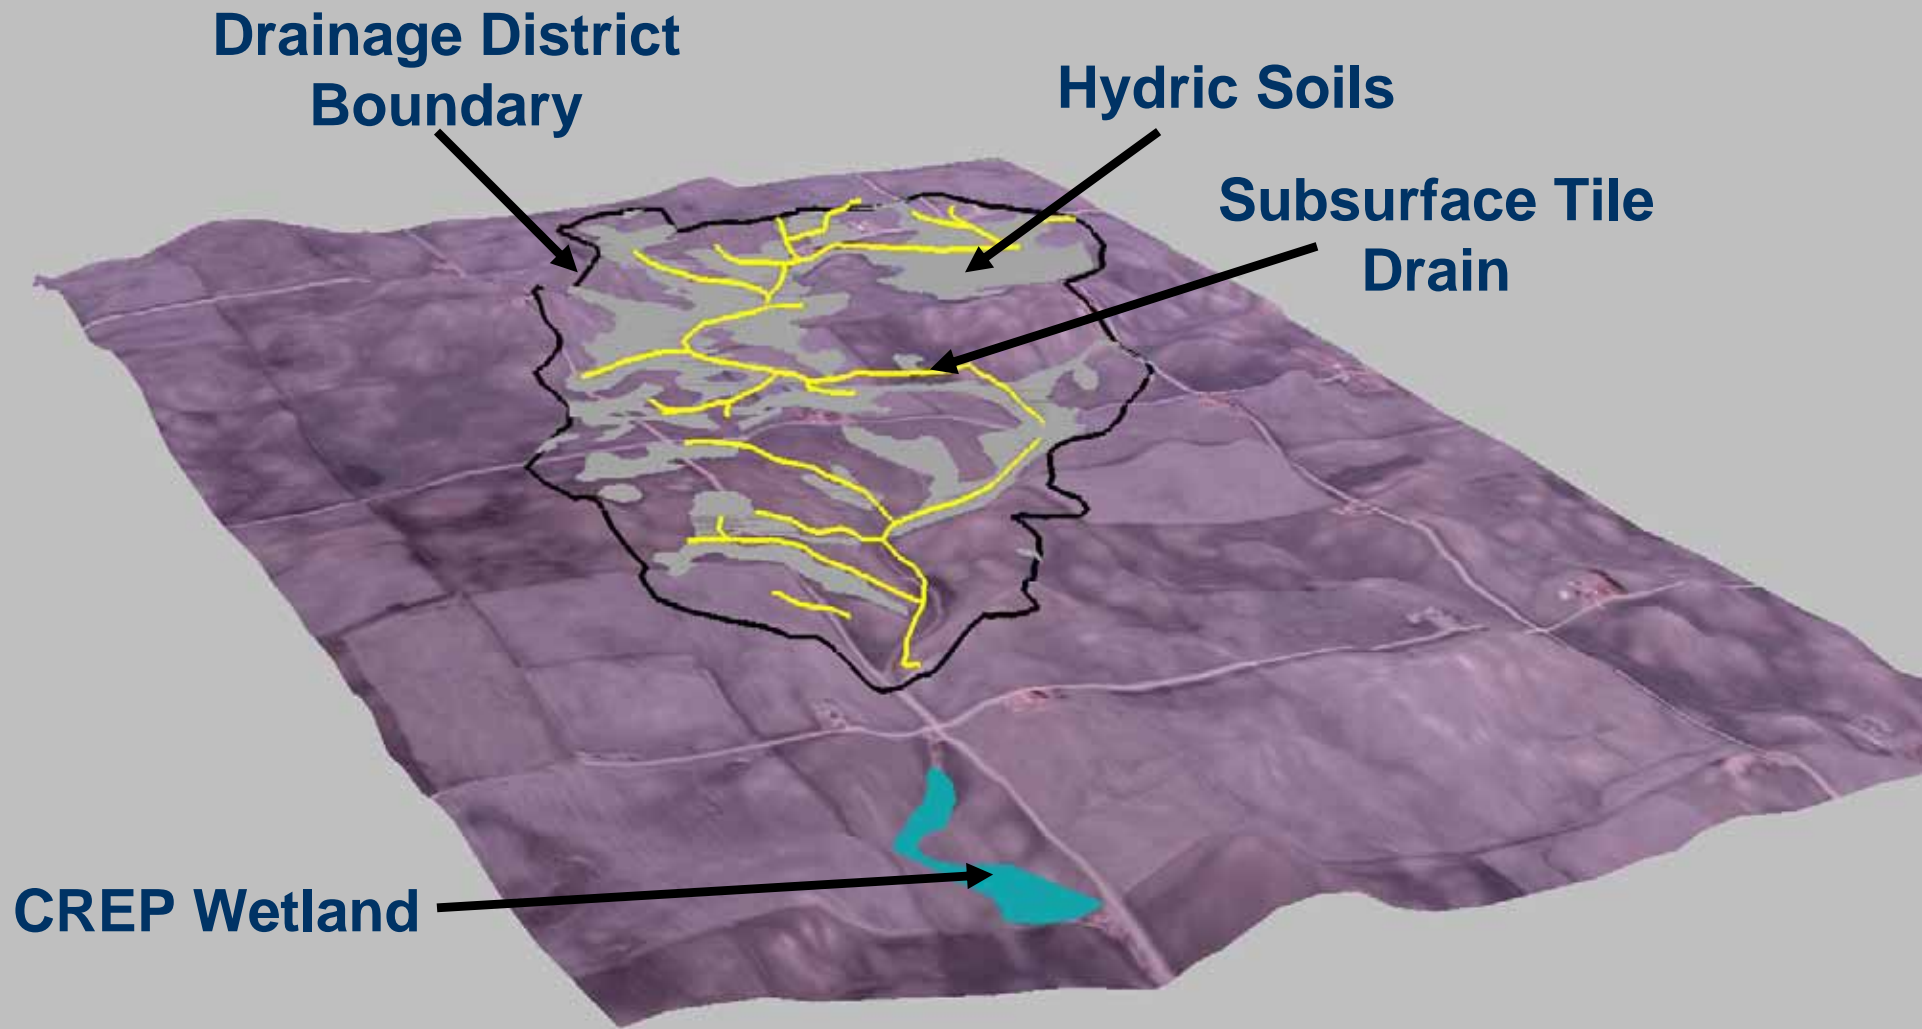 Drainage District
Boundary
Hydric Soils
Subsurface Tile
Drain
CREP Wetland